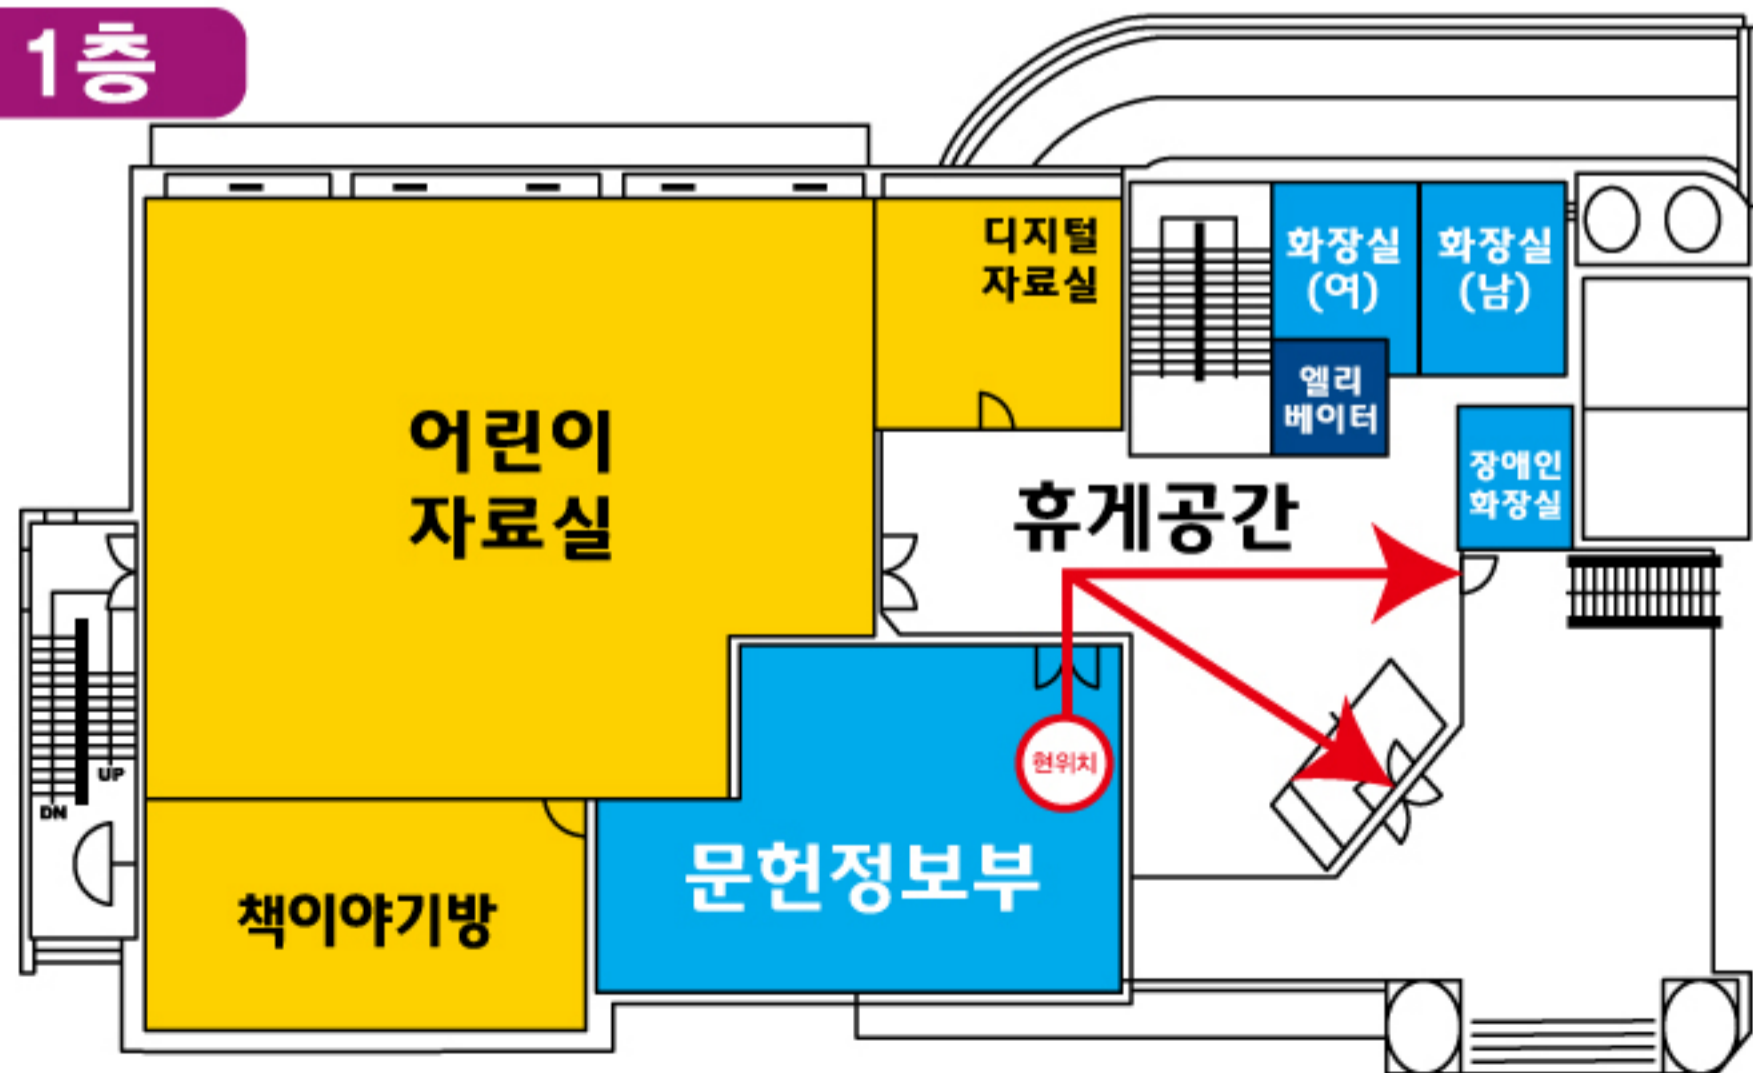 1층
디지털
자료실
화장실
(여)
화장실
(남)
엘리
베이터
어린이
자료실
장애인
화장실
휴게공간
현위치
UP
DN
문헌정보부
책이야기방